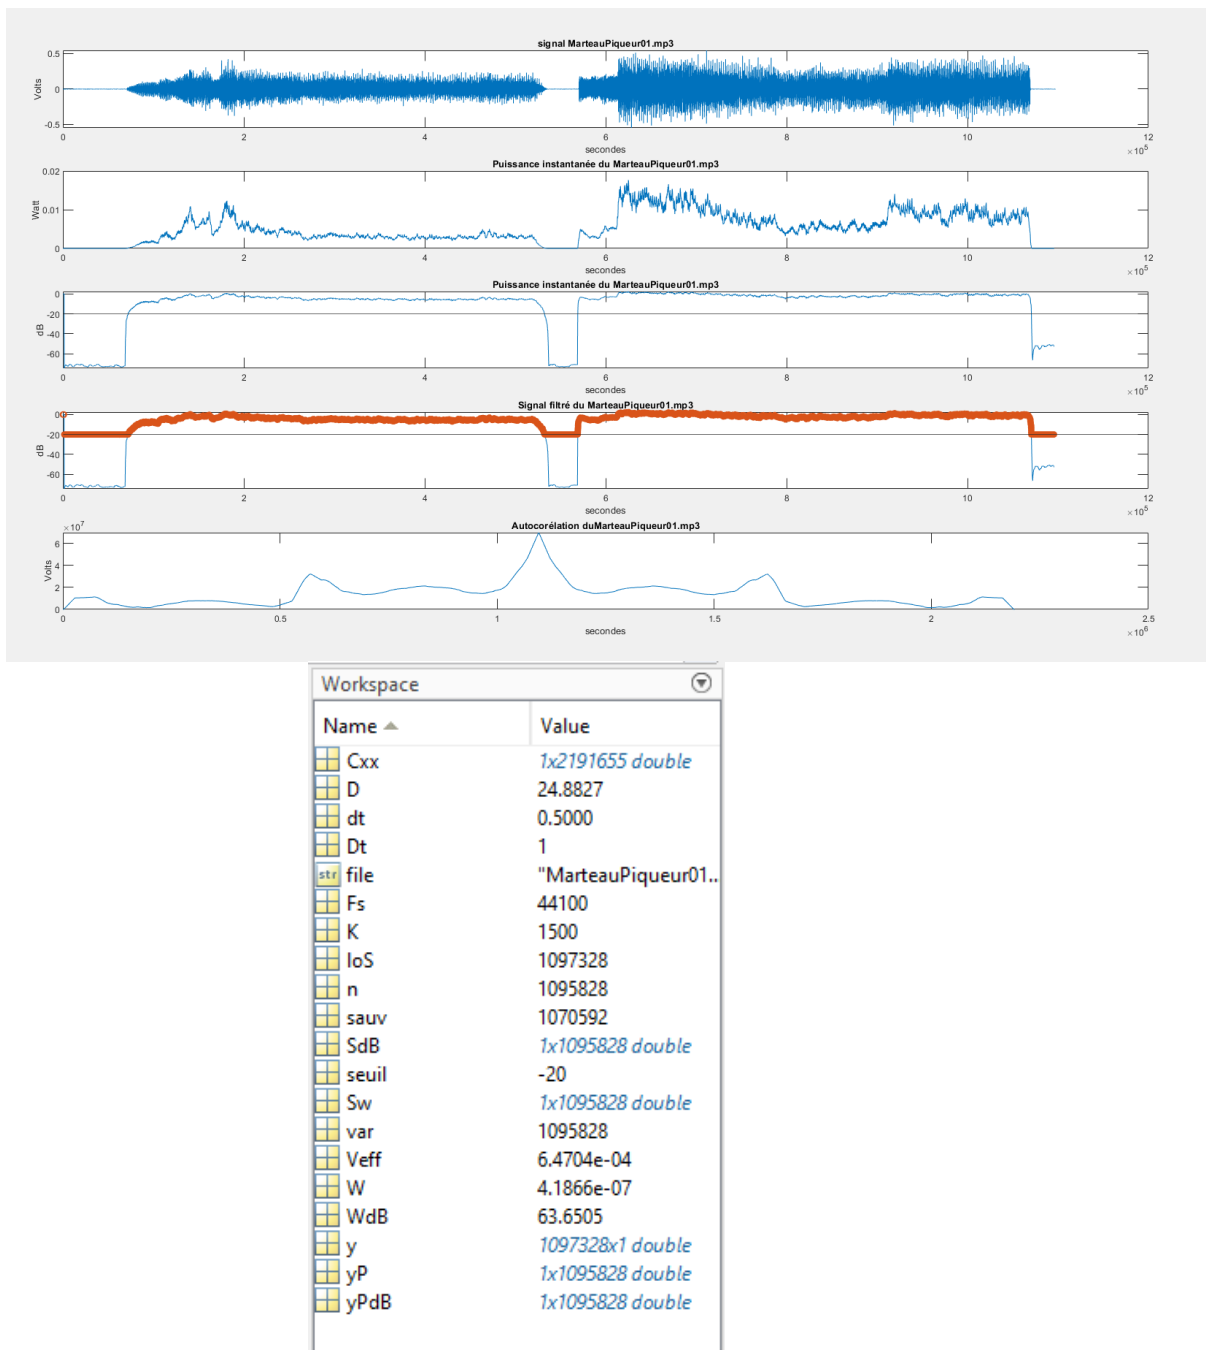 signal MarteauPiqueur01.mp3
0.5
0
-0.5
Volts
0 2 4 6 8 10 12
secondes
×10^5
Puissance instantanée du MarteauPiqueur01.mp3
0.02
0.01
0
Watt
0 2 4 6 8 10 12
secondes
×10^5
Puissance instantanée du MarteauPiqueur01.mp3
0
-20
-40
-60
dB
0 2 4 6 8 10 12
secondes
×10^5
Signal filtré du MarteauPiqueur01.mp3
0
-20
-40
-60
dB
0 2 4 6 8 10 12
secondes
×10^5
×10^7
Autocorélation duMarteauPiqueur01.mp3
6
4
2
0
Volts
0 0.5 1 1.5 2 2.5
secondes
×10^6
Workspace
Name Value
Cxx 1x2191655 double
D 24.8827
dt 0.5000
Dt 1
str file "MarteauPiqueur01..
Fs 44100
K 1500
loS 1097328
n 1095828
sauv 1070592
SdB 1x1095828 double
seuil -20
Sw 1x1095828 double
var 1095828
Veff 6.4704e-04
W 4.1866e-07
WdB 63.6505
y 1097328x1 double
yP 1x1095828 double
yPdB 1x1095828 double